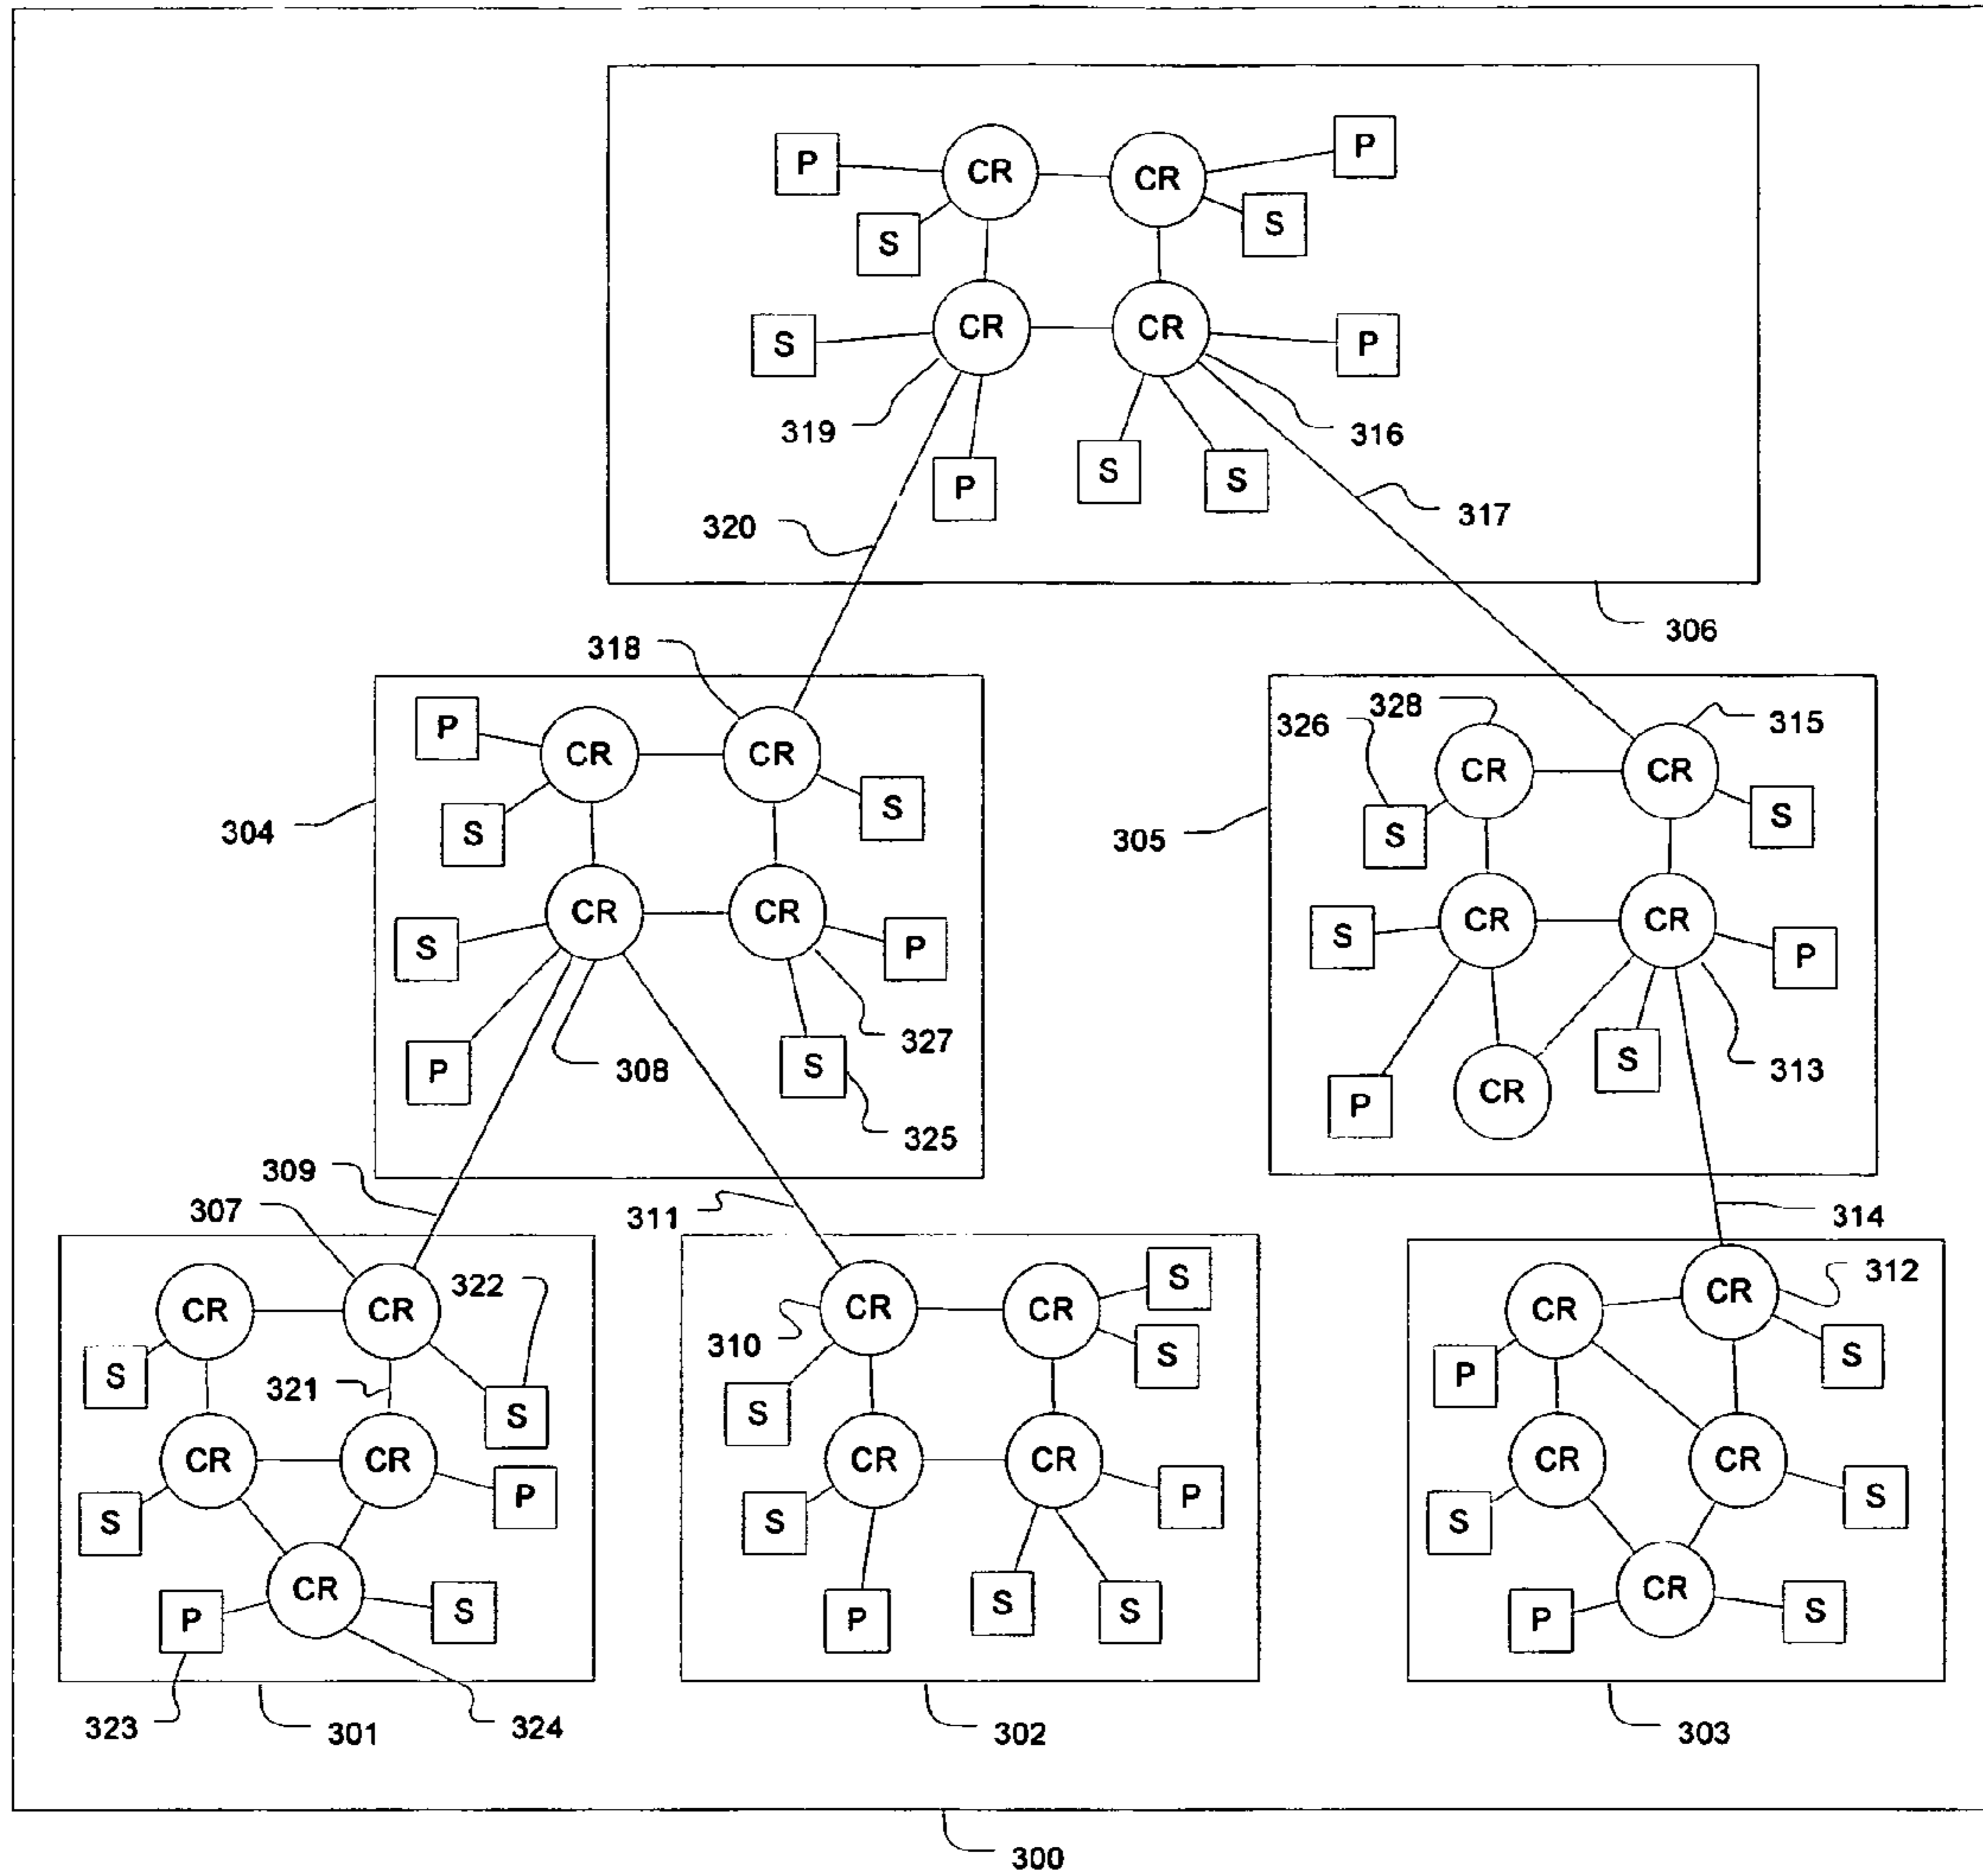 P CR CR P
S S
S CR CR P
319 316
P S S
320 317
306
318
P CR CR S
304 S
S CR CR P
327
P 308 S
325
328 315
326 CR CR
305 S S
S CR CR P
S 313
P CR
309
307 311 314
CR CR 322
S 321 S
S CR CR P
P CR S
323 301 324
CR CR S
310 S
S
S CR CR P
P S S
302
CR CR 312
P S
S CR CR S
P CR S
303
300